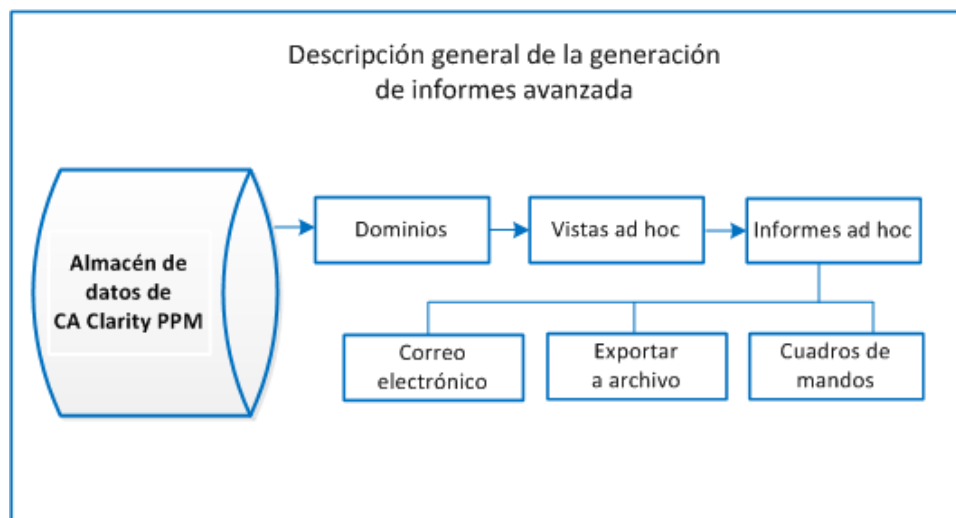 Descripción general de la generación
de informes avanzada
Almacén de
datos de
CA Clarity PPM
Dominios
Vistas ad hoc
Informes ad hoc
Correo
electrónico
Exportar
a archivo
Cuadros de
mandos